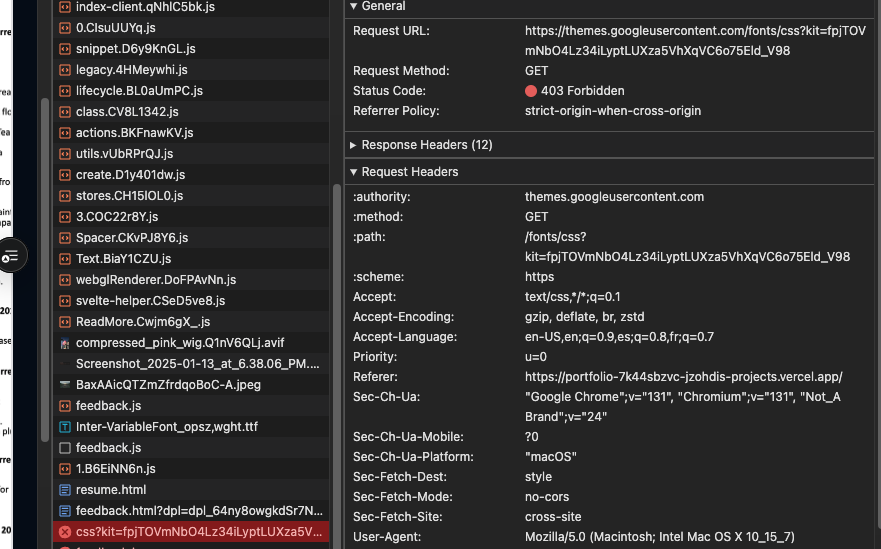 index-client.qNhlC5bk.js
0.ClsuUUYq.js
snippet.D6y9KnGL.js
legacy.4HMeywhi.js
lifecycle.BL0aUmPC.js
class.CV8L1342.js
actions.BKFnawKV.js
utils.vUbRPrQJ.js
create.D1y401dw.js
stores.CH15lOL0.js
3.COC22r8Y.js
Spacer.CKvPJ8Y6.js
Text.BiaY1CZU.js
webglRenderer.DoFPAvNn.js
svelte-helper.CSeD5ve8.js
ReadMore.Cwjm6gX_.js
compressed_pink_wig.Q1nV6QLj.avif
Screenshot_2025-01-13_at_6.38.06_PM....
BaxAAicQTZmZfrdqoBoC-A.jpeg
feedback.js
Inter-VariableFont_opsz,wght.ttf
feedback.js
1.B6EiNN6n.js
resume.html
feedback.html?dpl=dpl_64ny8owgkdSr7N...
css?kit=fpjTOVmNbO4Lz34iLyptLUXza5V...
General
Request URL: https://themes.googleusercontent.com/fonts/css?kit=fpjTOV
mNbO4Lz34iLyptLUXza5VhXqVC6o75Eld_V98
Request Method: GET
Status Code: 403 Forbidden
Referrer Policy: strict-origin-when-cross-origin
Response Headers (12)
Request Headers
:authority: themes.googleusercontent.com
:method: GET
:path: /fonts/css?
kit=fpjTOVmNbO4Lz34iLyptLUXza5VhXqVC6o75Eld_V98
:scheme: https
Accept: text/css,*/*;q=0.1
Accept-Encoding: gzip, deflate, br, zstd
Accept-Language: en-US,en;q=0.9,es;q=0.8,fr;q=0.7
Priority: u=0
Referer: https://portfolio-7k44sbzvc-jzohdis-projects.vercel.app/
Sec-Ch-Ua: "Google Chrome";v="131", "Chromium";v="131", "Not_A
Brand";v="24"
Sec-Ch-Ua-Mobile: ?0
Sec-Ch-Ua-Platform: "macOS"
Sec-Fetch-Dest: style
Sec-Fetch-Mode: no-cors
Sec-Fetch-Site: cross-site
User-Agent: Mozilla/5.0 (Macintosh; Intel Mac OS X 10_15_7)